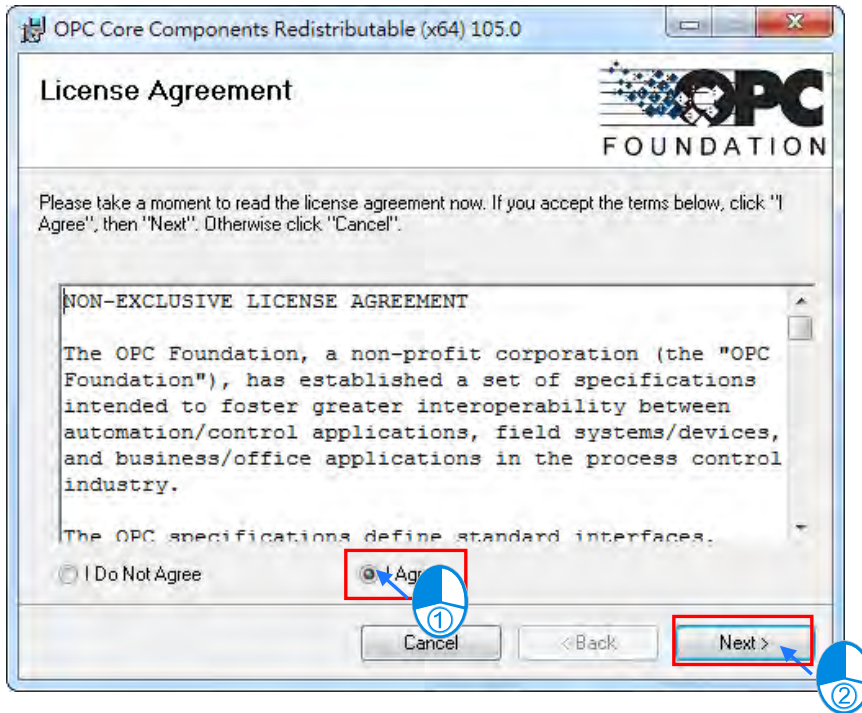 OPC Core Components Redistributable (x64) 105.0
License Agreement
OPC
FOUNDATION
Please take a moment to read the license agreement now. If you accept the terms below, click "I
Agree", then "Next". Otherwise click "Cancel".
NON-EXCLUSIVE LICENSE AGREEMENT
The OPC Foundation, a non-profit corporation (the "OPC
Foundation"), has established a set of specifications
intended to foster greater interoperability between
automation/control applications, field systems/devices,
and business/office applications in the process control
industry.
The OPC specifications define standard interfaces,
I Do Not Agree
I Agree
①
Cancel
< Back
Next >
②